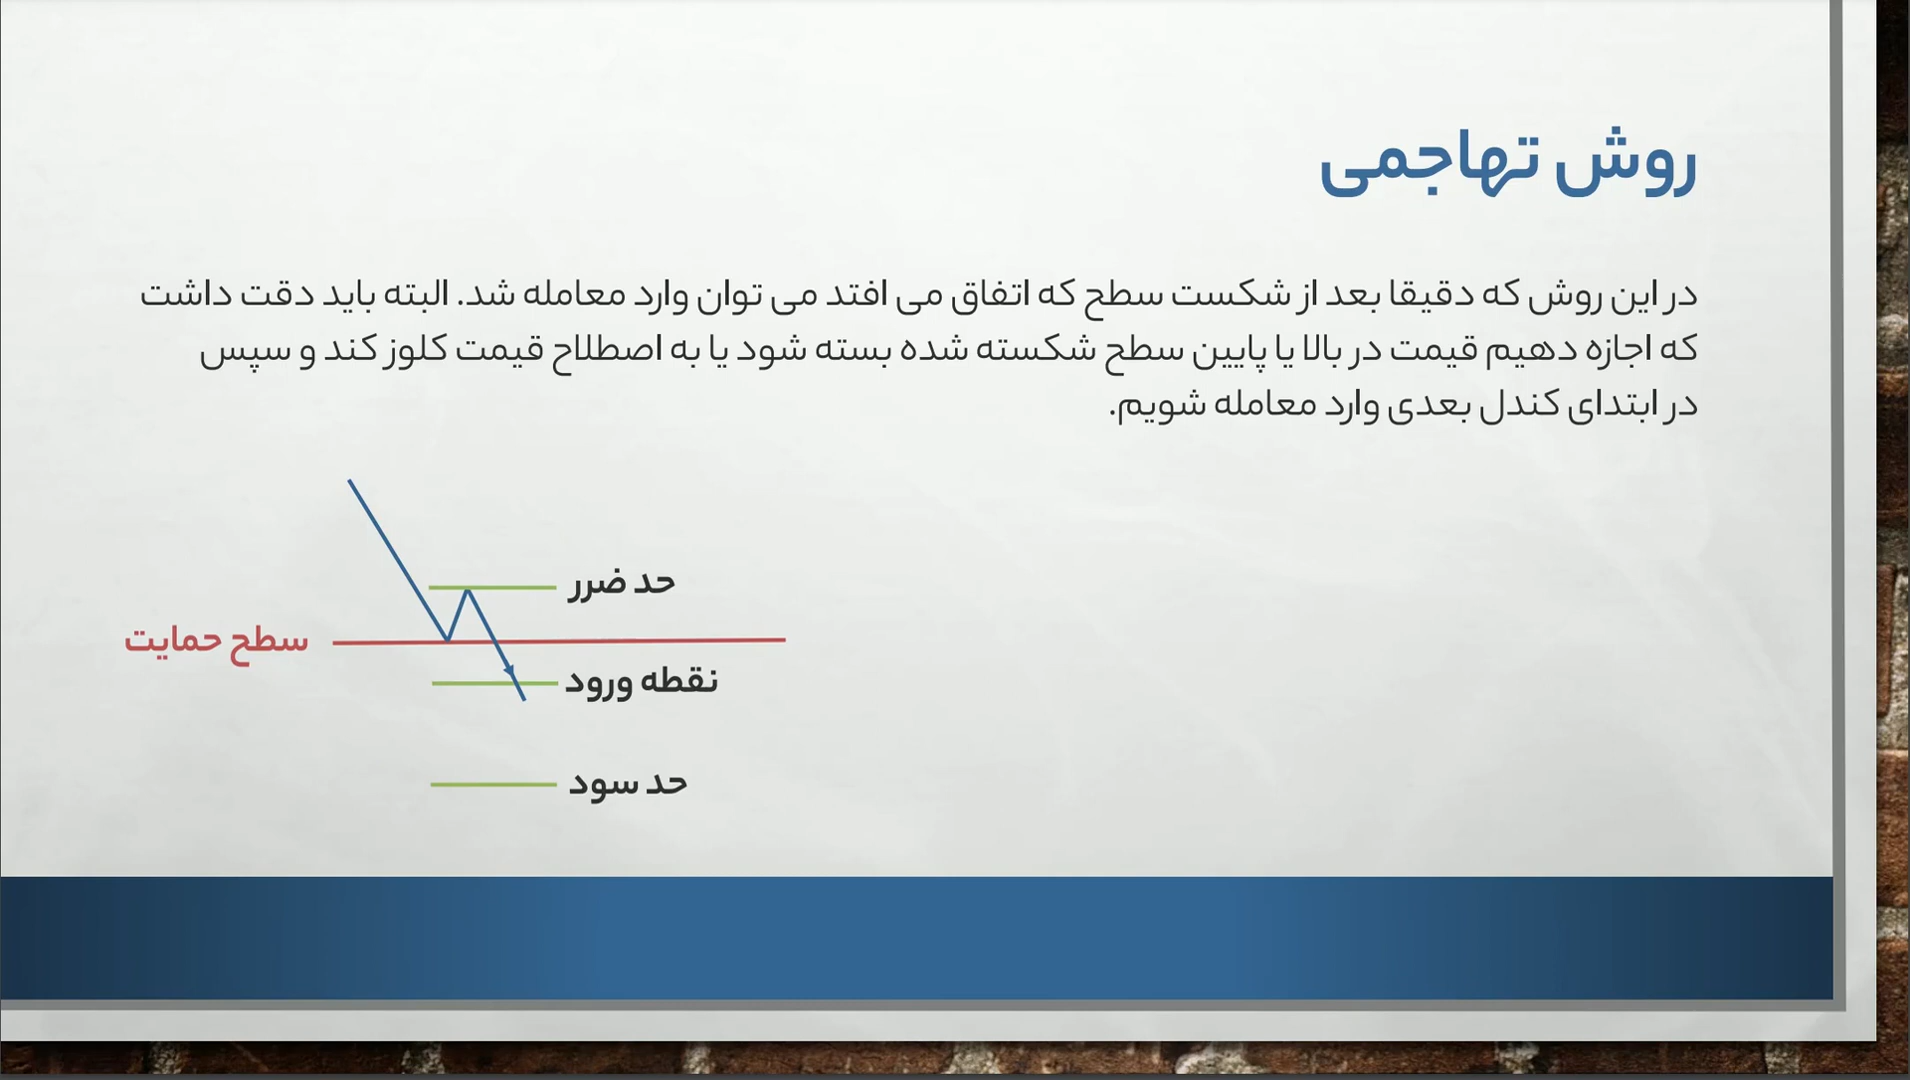 روش تهاجمی
در این روش که دقیقا بعد از شکست سطح که اتفاق می افتد می توان وارد معامله شد. البته باید دقت داشت
که اجازه دهیم قیمت در بالا یا پایین سطح شکسته شده بسته شود یا به اصطلاح قیمت کلوز کند و سپس
در ابتدای کندل بعدی وارد معامله شویم.
حد ضرر
سطح حمایت
نقطه ورود
حد سود